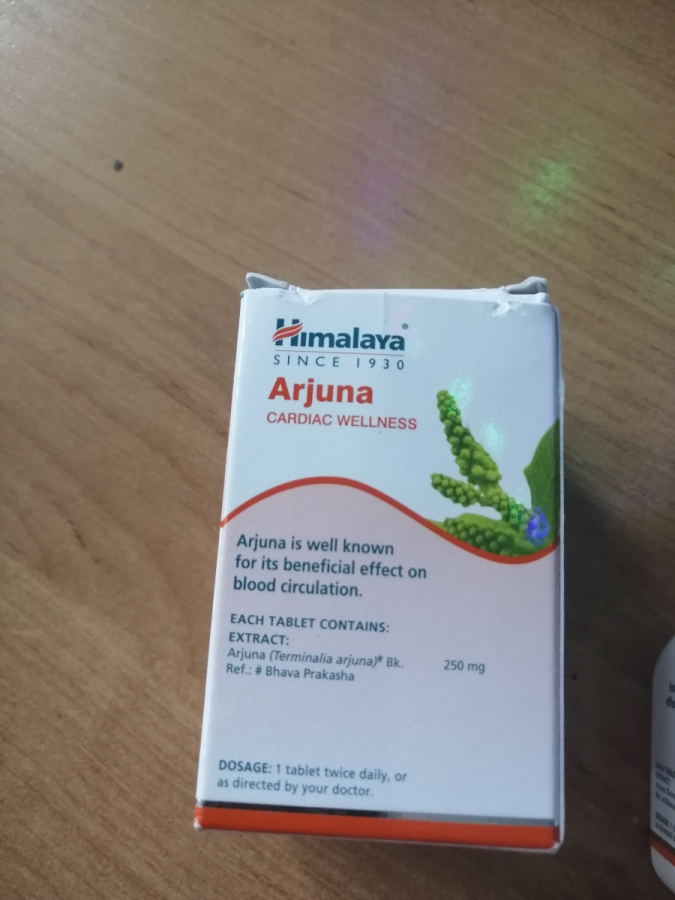 Himalaya®
SINCE 1930
Arjuna
CARDIAC WELLNESS
Arjuna is well known
for its beneficial effect on
blood circulation.
EACH TABLET CONTAINS:
EXTRACT:
Arjuna (Terminalia arjuna)# Bk. 250 mg
Ref.: # Bhava Prakasha
DOSAGE: 1 tablet twice daily, or
as directed by your doctor.